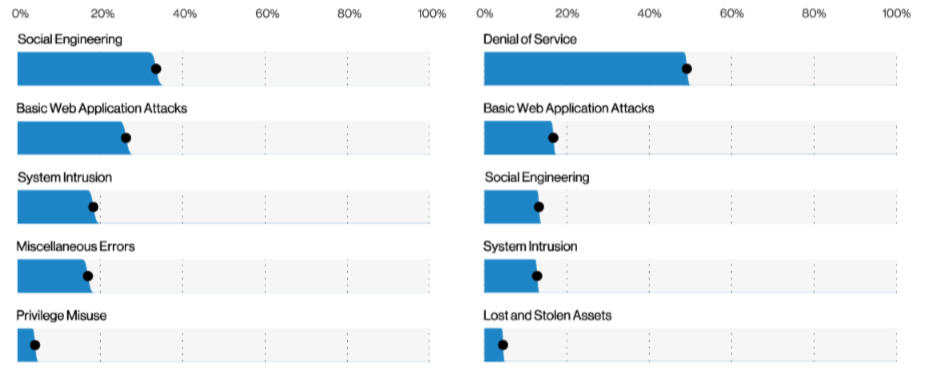 0% 20% 40% 60% 80% 100%
Social Engineering
Basic Web Application Attacks
System Intrusion
Miscellaneous Errors
Privilege Misuse
0% 20% 40% 60% 80% 100%
Denial of Service
Basic Web Application Attacks
Social Engineering
System Intrusion
Lost and Stolen Assets